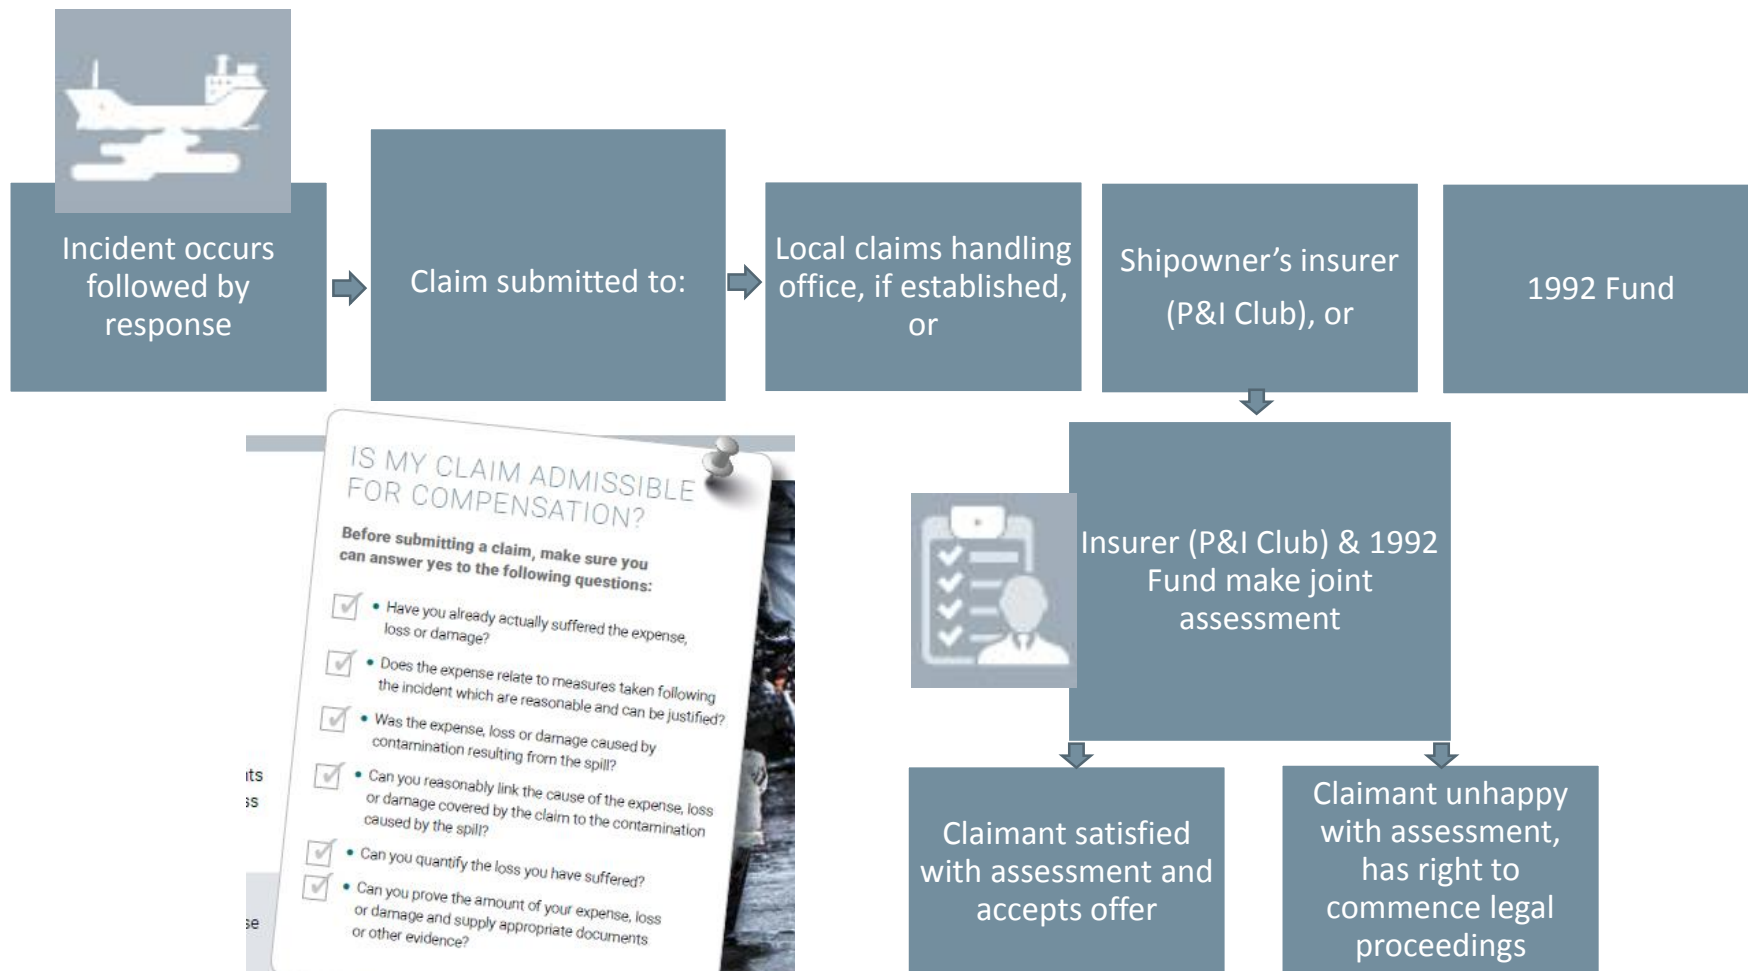 Incident occurs
followed by
response
Claim submitted to:
Local claims handling
office, if established,
or
Shipowner’s insurer
(P&I Club), or
1992 Fund
IS MY CLAIM ADMISSIBLE
FOR COMPENSATION?
Before submitting a claim, make sure you
can answer yes to the following questions:
• Have you already actually suffered the expense,
loss or damage?
• Does the expense relate to measures taken following
the incident which are reasonable and can be justified?
• Was the expense, loss or damage caused by
contamination resulting from the spill?
• Can you reasonably link the cause of the expense, loss
or damage covered by the claim to the contamination
caused by the spill?
• Can you quantify the loss you have suffered?
• Can you prove the amount of your expense, loss
or damage and supply appropriate documents
or other evidence?
Insurer (P&I Club) & 1992
Fund make joint
assessment
Claimant satisfied
with assessment and
accepts offer
Claimant unhappy
with assessment,
has right to
commence legal
proceedings